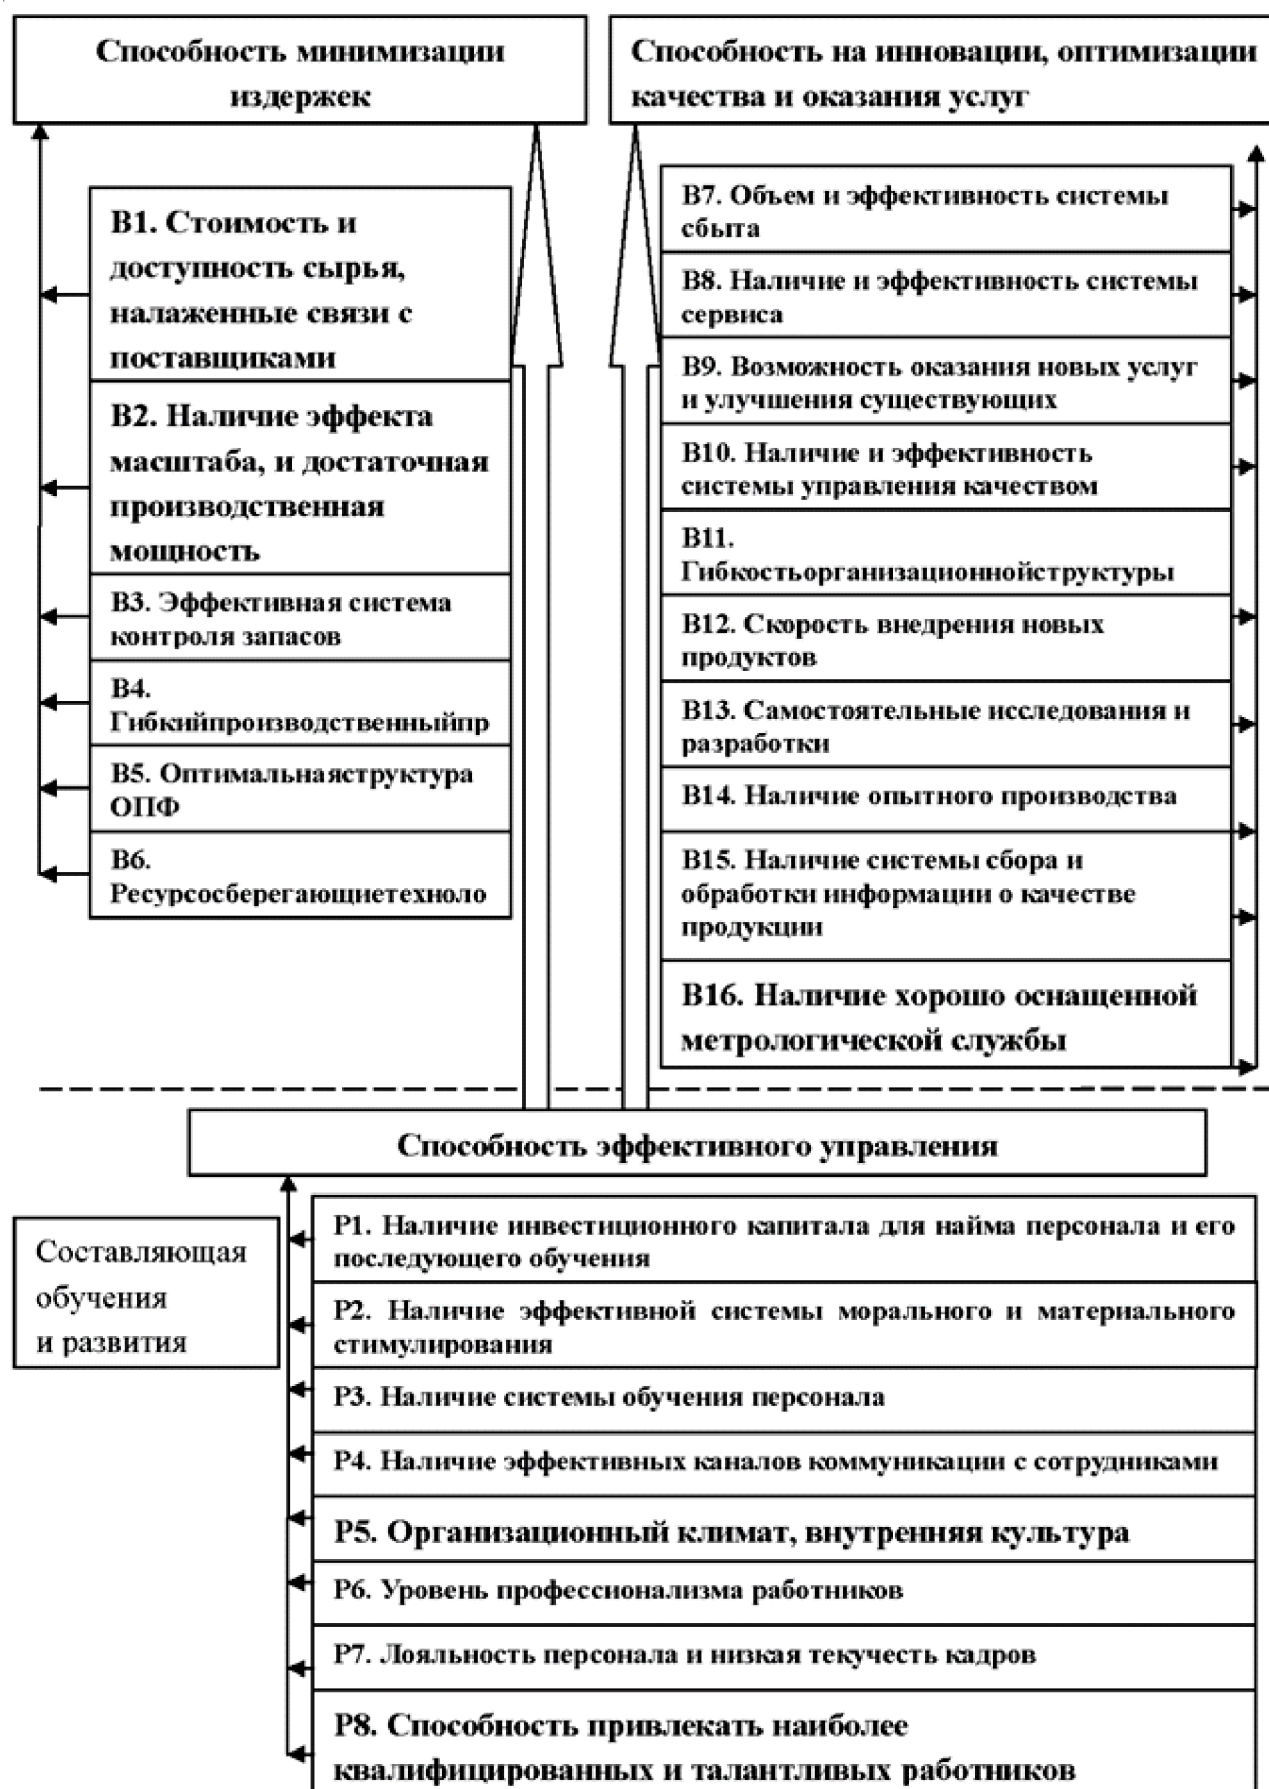 Способность минимизации
издержек
Способность на инновации, оптимизации
качества и оказания услуг
В1. Стоимость и
доступность сырья,
налаженные связи с
поставщиками
В2. Наличие эффекта
масштаба, и достаточная
производственная
мощность
В3. Эффективная система
контроля запасов
В4.
Гибкийпроизводственныйпр
В5. Оптимальнаяструктура
ОПФ
В6.
Ресурсосберегающиетехноло
В7. Объем и эффективность системы
сбыта
В8. Наличие и эффективность системы
сервиса
В9. Возможность оказания новых услуг
и улучшения существующих
В10. Наличие и эффективность
системы управления качеством
В11.
Гибкостьорганизационнойструктуры
В12. Скорость внедрения новых
продуктов
В13. Самостоятельные исследования и
разработки
В14. Наличие опытного производства
В15. Наличие системы сбора и
обработки информации о качестве
продукции
В16. Наличие хорошо оснащенной
метрологической службы
Способность эффективного управления
Составляющая
обучения
и развития
Р1. Наличие инвестиционного капитала для найма персонала и его
последующего обучения
Р2. Наличие эффективной системы морального и материального
стимулирования
Р3. Наличие системы обучения персонала
Р4. Наличие эффективных каналов коммуникации с сотрудниками
Р5. Организационный климат, внутренняя культура
Р6. Уровень профессионализма работников
Р7. Лояльность персонала и низкая текучесть кадров
Р8. Способность привлекать наиболее
квалифицированных и талантливых работников